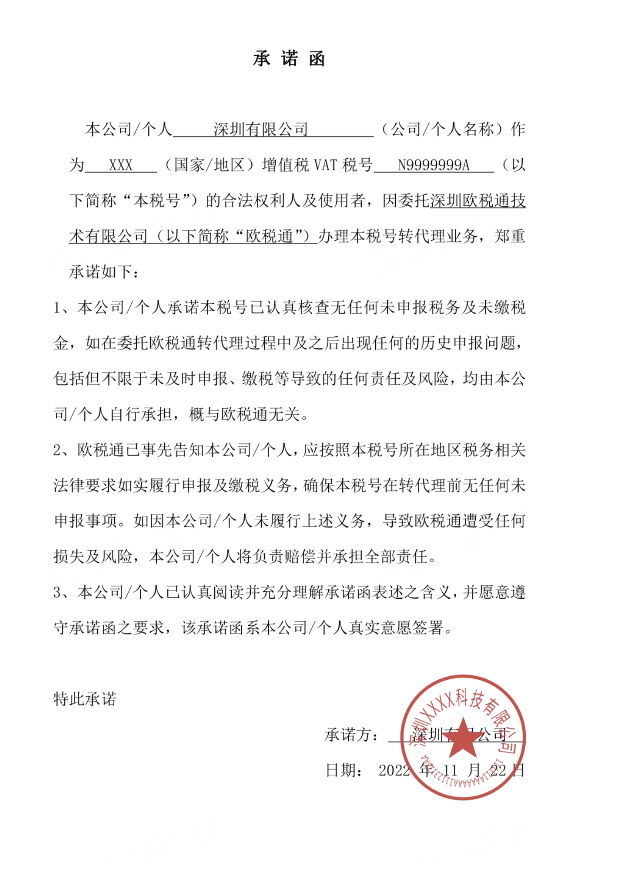 承 诺 函
本公司/个人 深圳有限公司 （公司/个人名称）作
为 XXX （国家/地区）增值税 VAT 税号 N9999999A （以
下简称“本税号”）的合法权利人及使用者，因委托深圳欧税通技
术有限公司（以下简称“欧税通”）办理本税号转代理业务，郑重
承诺如下：
1、本公司/个人承诺本税号已认真核查无任何未申报税务及未缴税
金，如在委托欧税通转代理过程中及之后出现任何的历史申报问题，
包括但不限于未及时申报、缴税等导致的任何责任及风险，均由本公
司/个人自行承担，概与欧税通无关。
2、欧税通已事先告知本公司/个人，应按照本税号所在地区税务相关
法律要求如实履行申报及缴税义务，确保本税号在转代理前无任何未
申报事项。如因本公司/个人未履行上述义务，导致欧税通遭受任何
损失及风险，本公司/个人将负责赔偿并承担全部责任。
3、本公司/个人已认真阅读并充分理解承诺函表述之含义，并愿意遵
守承诺函之要求，该承诺函系本公司/个人真实意愿签署。
特此承诺
承诺方： 深圳有限公司
日期： 2022 年 11 月 22 日
深圳XXXX科技有限公司